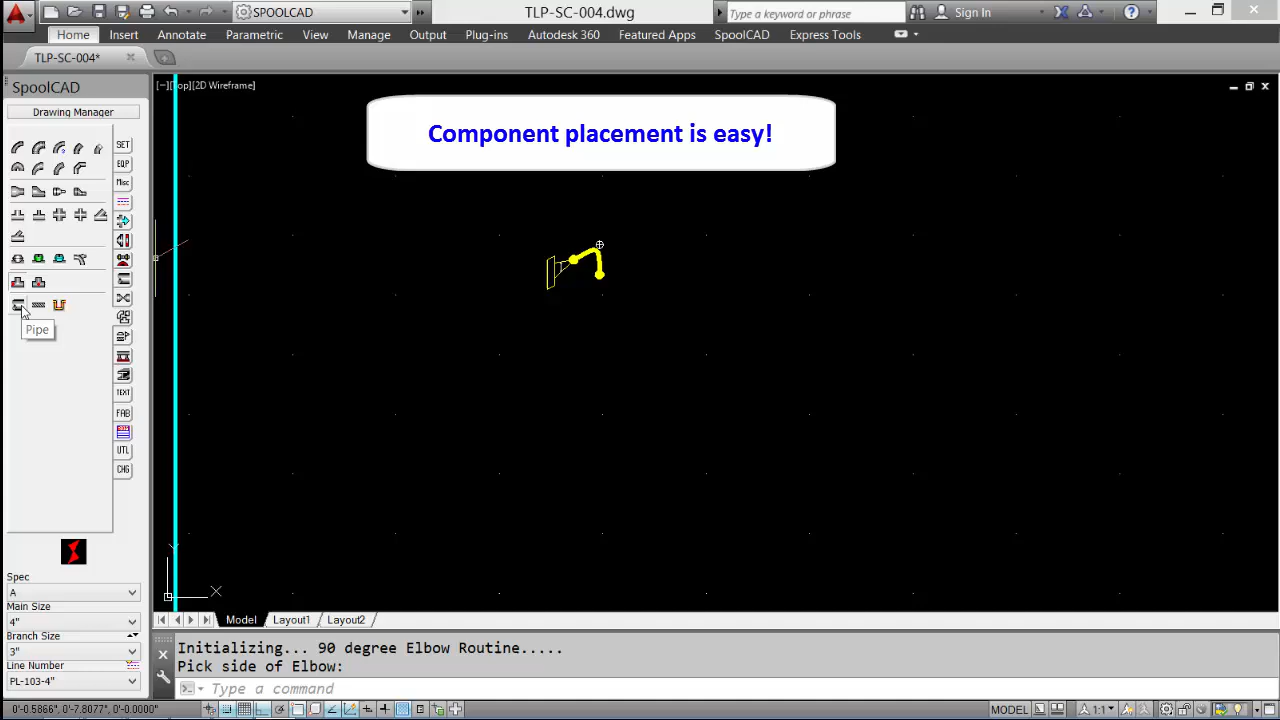 SPOOLCAD
TLP-SC-004.dwg
Type a keyword or phrase
Sign In
Home
Insert
Annotate
Parametric
View
Manage
Output
Plug-ins
Autodesk 360
Featured Apps
SpoolCAD
Express Tools
TLP-SC-004*
SpoolCAD
[−][Top][2D Wireframe]
Drawing Manager
Component placement is easy!
SET
EQP
Misc
Pipe
TEXT
FAB
UTL
CHG
Spec
A
Main Size
4"
Branch Size
3"
Line Number
PL-103-4"
X
Model
Layout1
Layout2
Initializing... 90 degree Elbow Routine.....
Pick side of Elbow:
Type a command
0'-0.5866", 0'-7.8077", 0'-0.0000"
MODEL
1:1